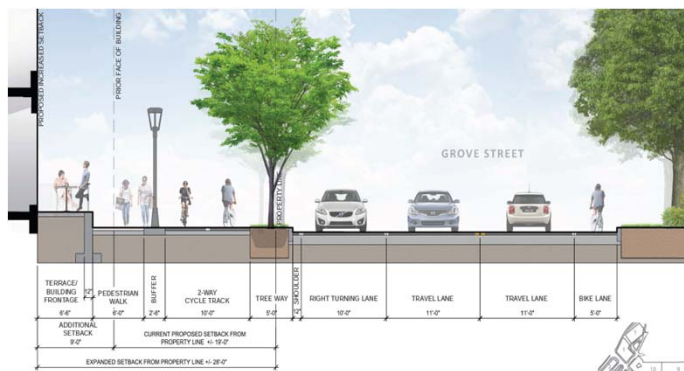 PROPOSED INCREASED SETBACK
PRIOR FACE OF BUILDING
PROPERTY LINE
GROVE STREET
TERRACE/
BUILDING
FRONTAGE
6'-6"
12"
PEDESTRIAN
WALK
6'-0"
BUFFER
2'-6"
2-WAY
CYCLE TRACK
10'-0"
TREE WAY
5'-0"
SHOULDER
RIGHT TURNING LANE
10'-0"
TRAVEL LANE
11'-0"
TRAVEL LANE
11'-0"
BIKE LANE
5'-0"
ADDITIONAL
SETBACK
9'-0"
CURRENT PROPOSED SETBACK FROM
PROPERTY LINE +/- 19'-0"
EXPANDED SETBACK FROM PROPERTY LINE +/- 28'-0"